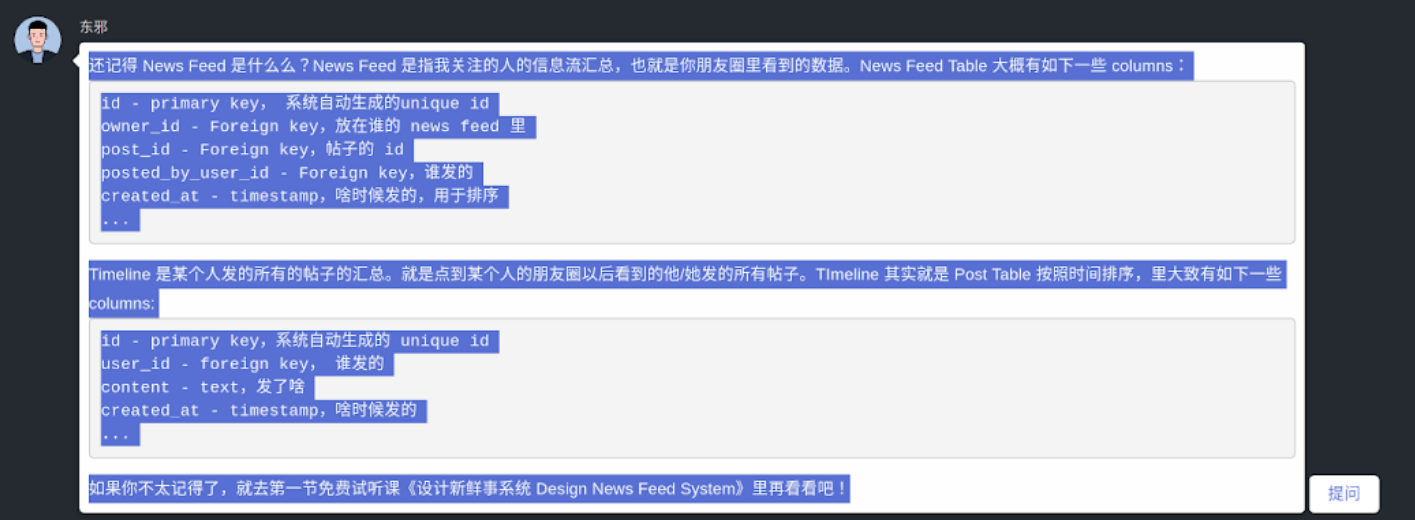 东邪
还记得 News Feed 是什么么？News Feed 是指我关注的人的信息流汇总，也就是你朋友圈里看到的数据。News Feed Table 大概有如下一些 columns：
id - primary key， 系统自动生成的unique id
owner_id - Foreign key，放在谁的 news feed 里
post_id - Foreign key，帖子的 id
posted_by_user_id - Foreign key，谁发的
created_at - timestamp，啥时候发的，用于排序
...
Timeline 是某个人发的所有的帖子的汇总。就是点到某个人的朋友圈以后看到的他/她发的所有帖子。TImeline 其实就是 Post Table 按照时间排序，里大致有如下一些
columns:
id - primary key，系统自动生成的 unique id
user_id - foreign key， 谁发的
content - text，发了啥
created_at - timestamp，啥时候发的
...
如果你不太记得了，就去第一节免费试听课《设计新鲜事系统 Design News Feed System》里再看看吧！
提问